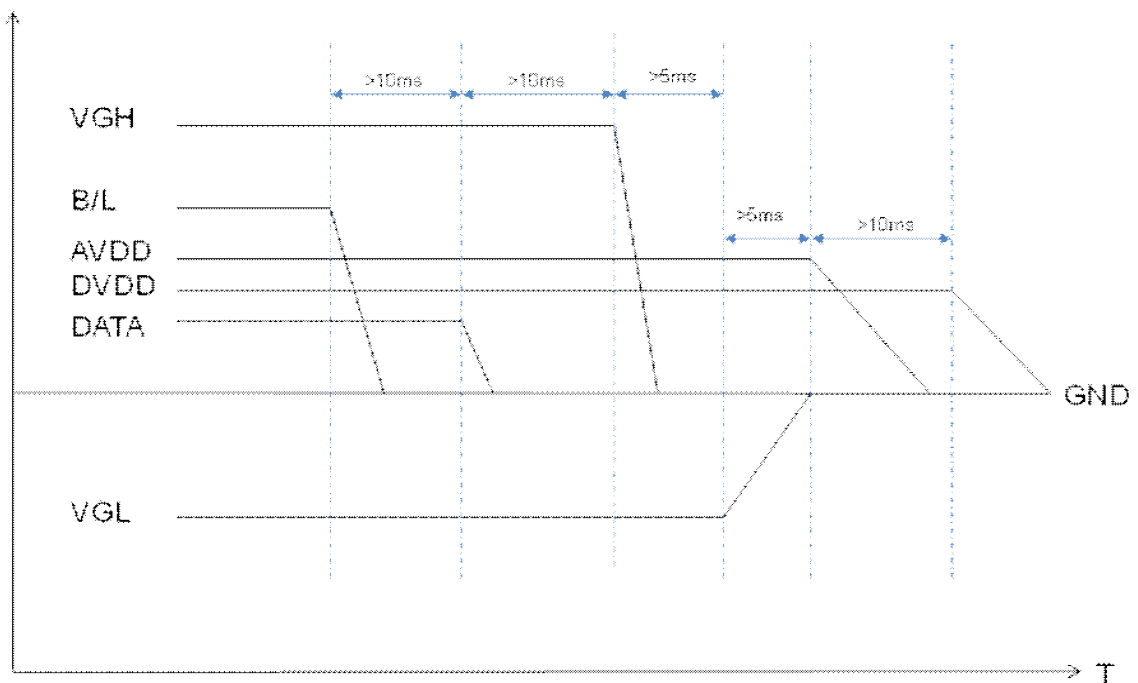 >10ms
>10ms
>5ms
VGH
B/L
>5ms
>10ms
AVDD
DVDD
DATA
GND
VGL
T